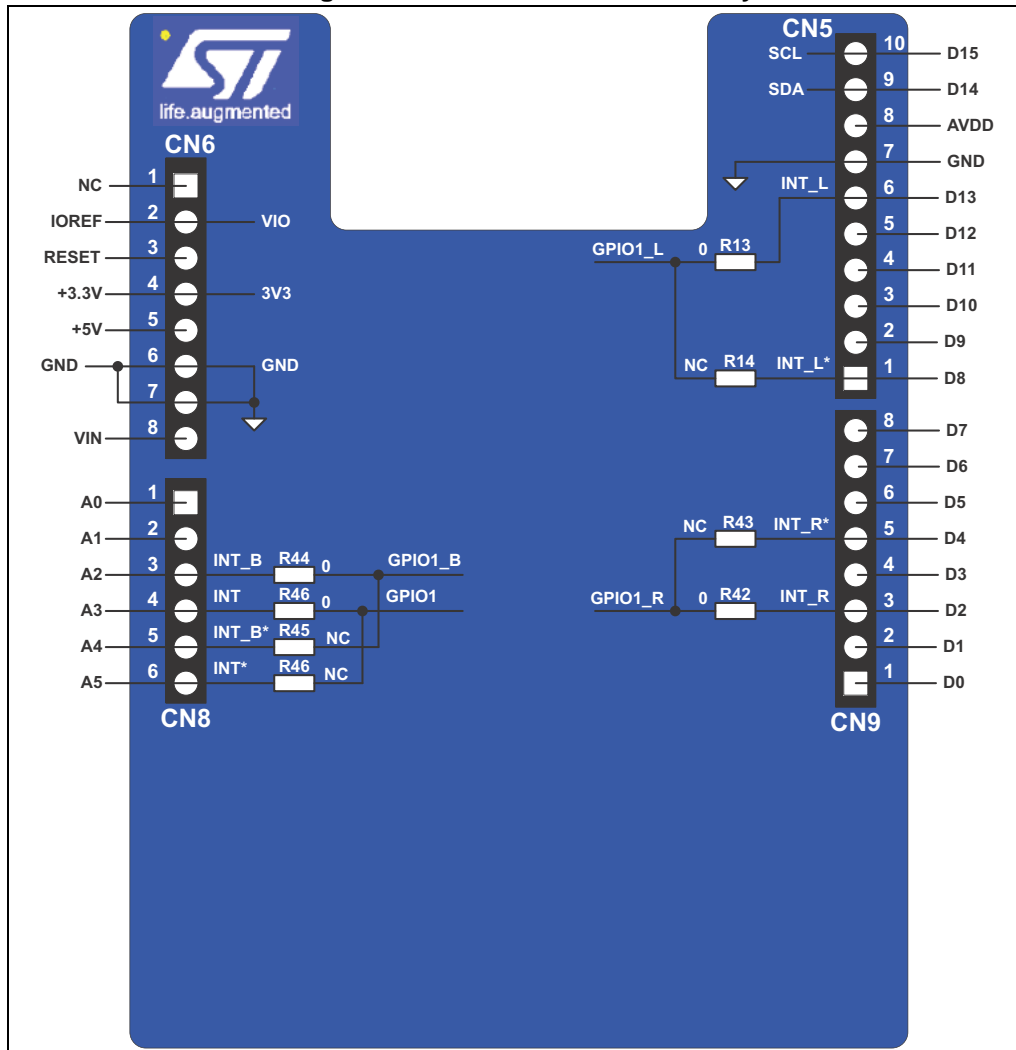 life.augmented
CN6
NC 1
IOREF 2 VIO
RESET 3
+3.3V 4 3V3
+5V 5
GND 6 GND
7
VIN 8
A0 1
A1 2
A2 3 INT_B R44 0 GPIO1_B
A3 4 INT R46 0 GPIO1
A4 5 INT_B* R45 NC
A5 6 INT* R46 NC
CN8
CN5
SCL 10 D15
SDA 9 D14
8 AVDD
7 GND
INT_L 6 D13
5 D12
GPIO1_L 0 R13
4 D11
3 D10
2 D9
NC R14 INT_L* 1 D8
8 D7
7 D6
6 D5
NC R43 INT_R* 5 D4
4 D3
GPIO1_R 0 R42 INT_R 3 D2
2 D1
1 D0
CN9